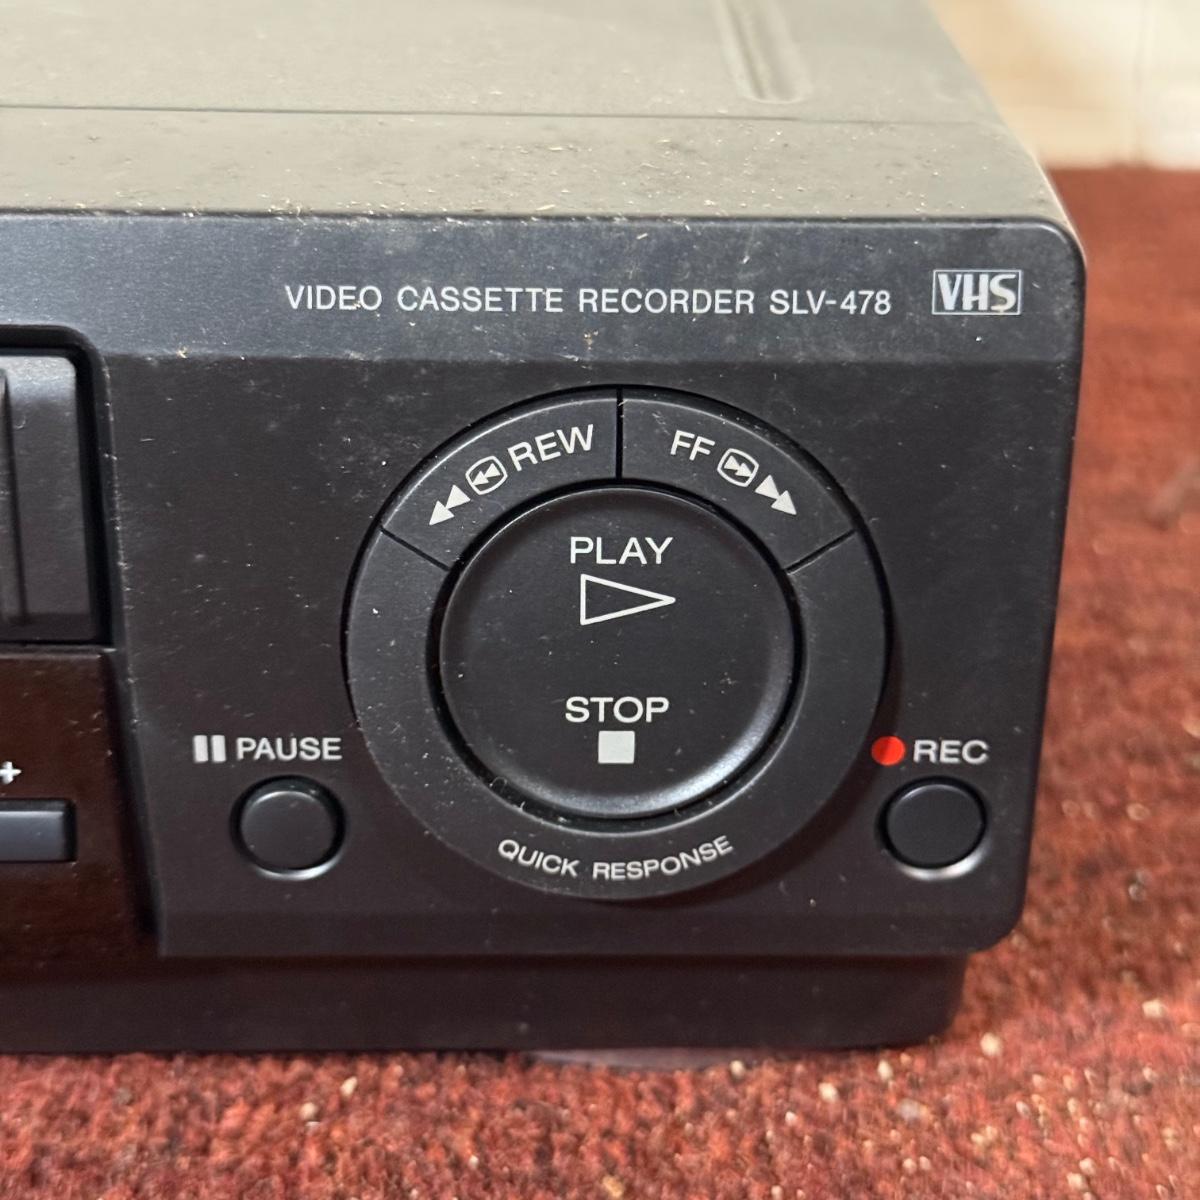 VIDEO CASSETTE RECORDER SLV-478 VHS
REW FF
PLAY
STOP
PAUSE
REC
+
QUICK RESPONSE